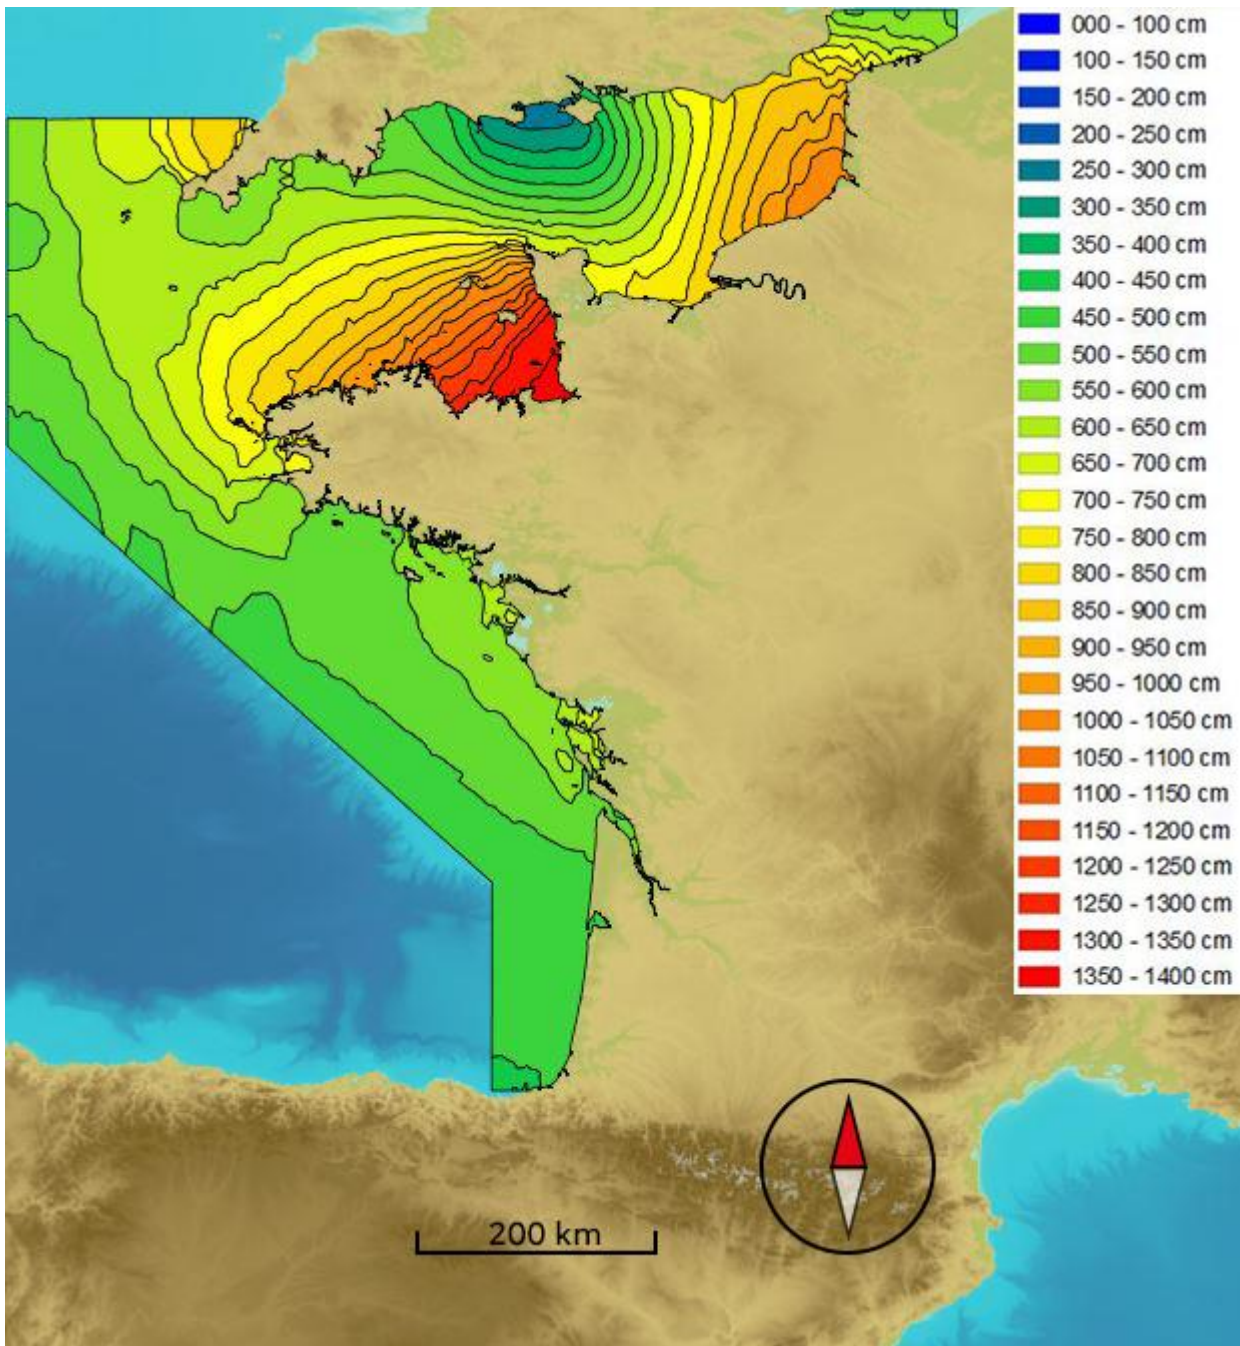 000 - 100 cm
100 - 150 cm
150 - 200 cm
200 - 250 cm
250 - 300 cm
300 - 350 cm
350 - 400 cm
400 - 450 cm
450 - 500 cm
500 - 550 cm
550 - 600 cm
600 - 650 cm
650 - 700 cm
700 - 750 cm
750 - 800 cm
800 - 850 cm
850 - 900 cm
900 - 950 cm
950 - 1000 cm
1000 - 1050 cm
1050 - 1100 cm
1100 - 1150 cm
1150 - 1200 cm
1200 - 1250 cm
1250 - 1300 cm
1300 - 1350 cm
1350 - 1400 cm
200 km